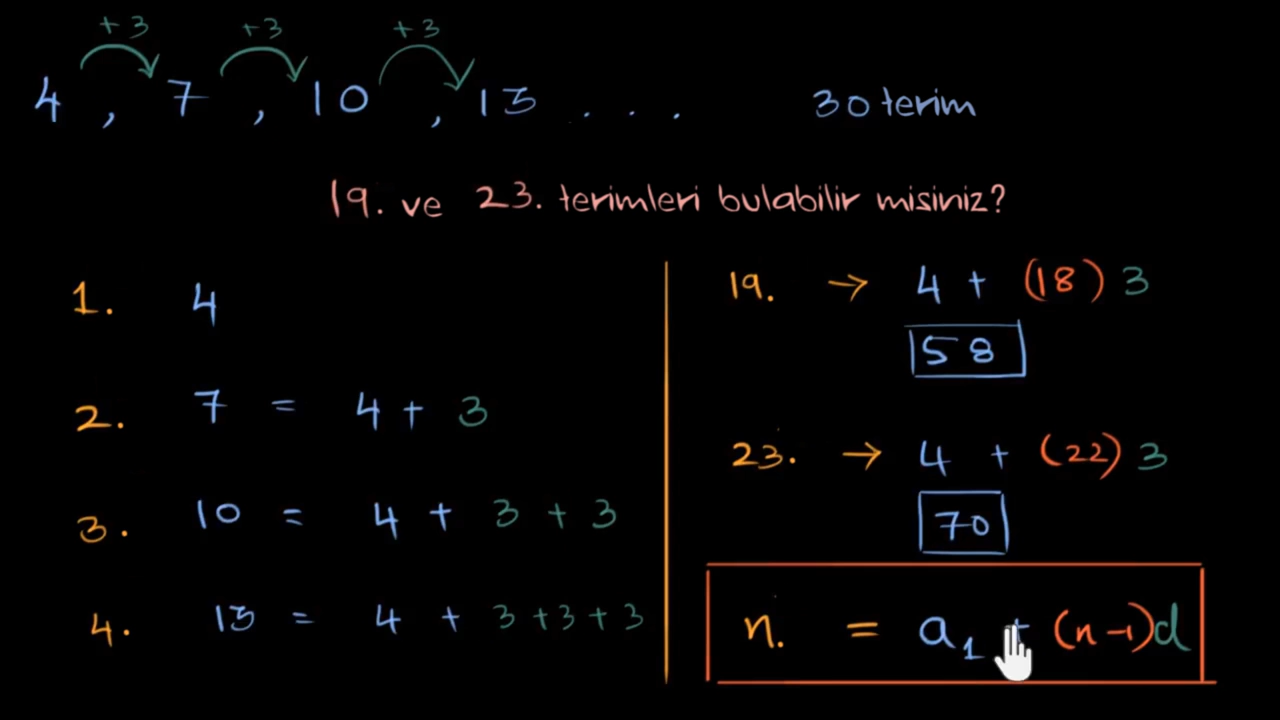 +3 +3 +3
4 , 7 , 10 , 13 . . . . 30 terim
19. ve 23. terimleri bulabilir misiniz?
1. 4
2. 7 = 4 + 3
3. 10 = 4 + 3 + 3
4. 13 = 4 + 3 + 3 + 3
19. → 4 + (18) 3
58
23. → 4 + (22) 3
70
n. = a₁ + (n-1)d